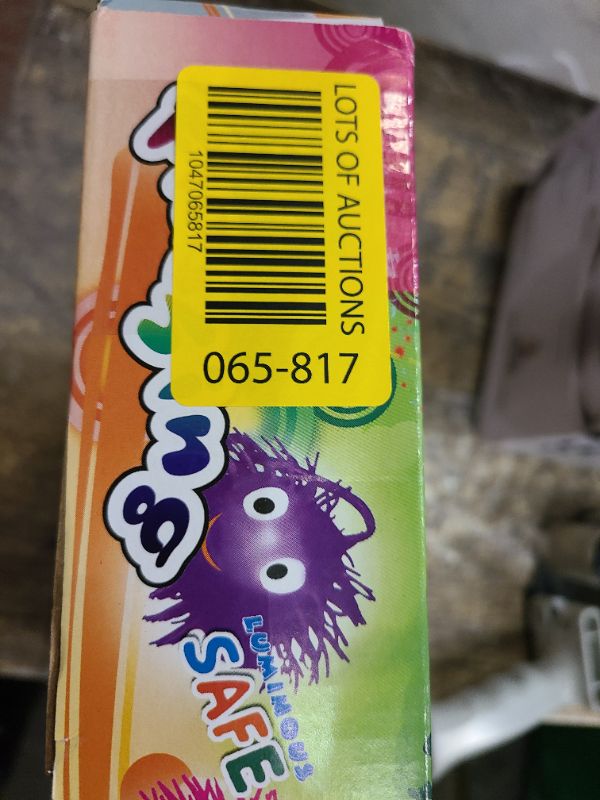 LOTS OF AUCTIONS
1047065817
065-817
LUMINOUS
SAFE